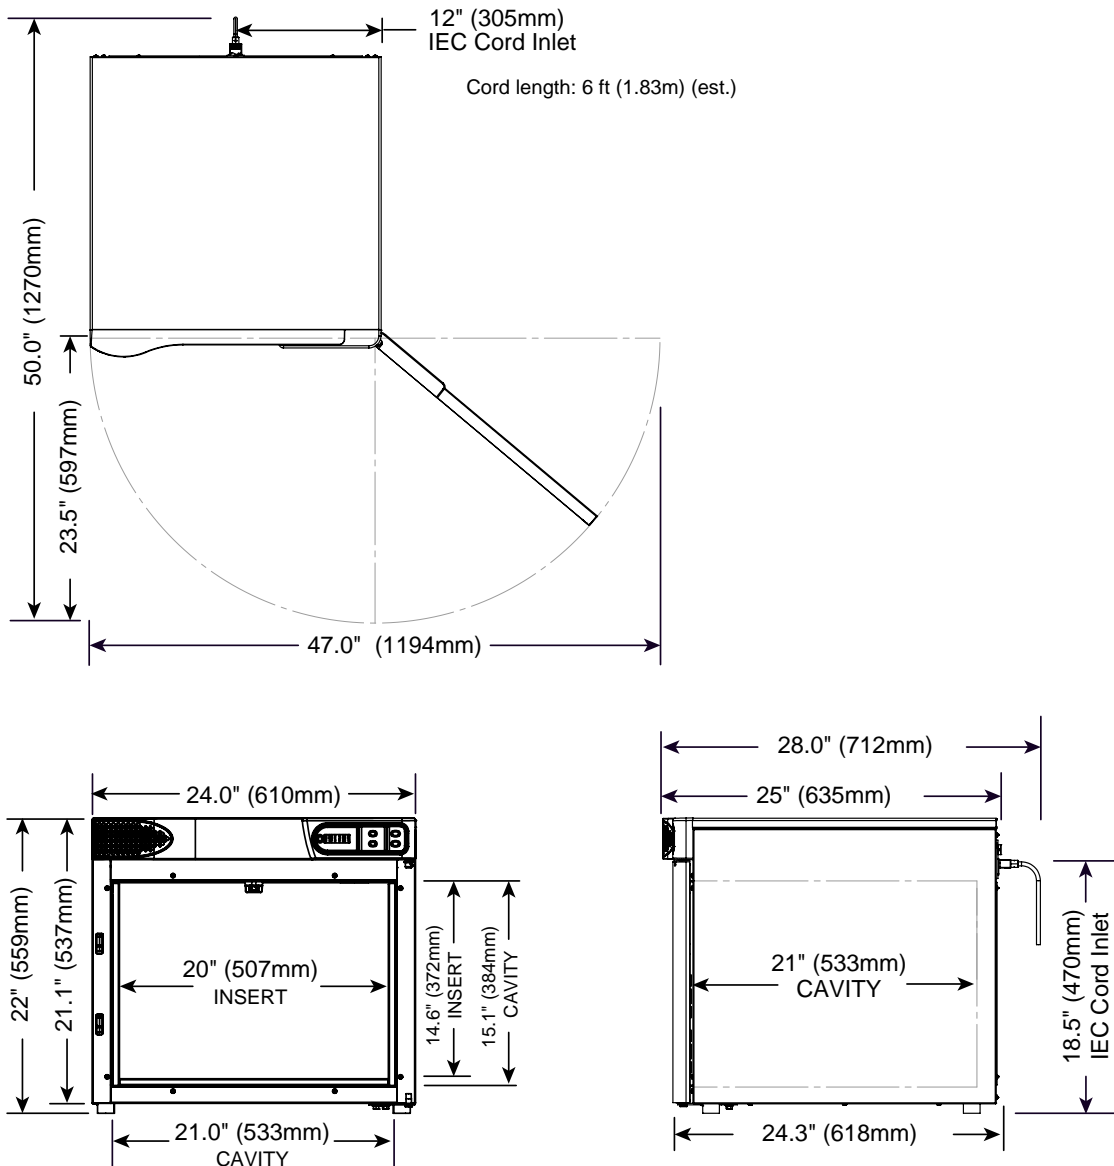 12" (305mm)
IEC Cord Inlet
Cord length: 6 ft (1.83m) (est.)
50.0" (1270mm)
23.5" (597mm)
47.0" (1194mm)
24.0" (610mm)
22" (559mm)
21.1" (537mm)
20" (507mm)
INSERT
14.6" (372mm)
INSERT
15.1" (384mm)
CAVITY
21.0" (533mm)
CAVITY
28.0" (712mm)
25" (635mm)
21" (533mm)
CAVITY
18.5" (470mm)
IEC Cord Inlet
24.3" (618mm)